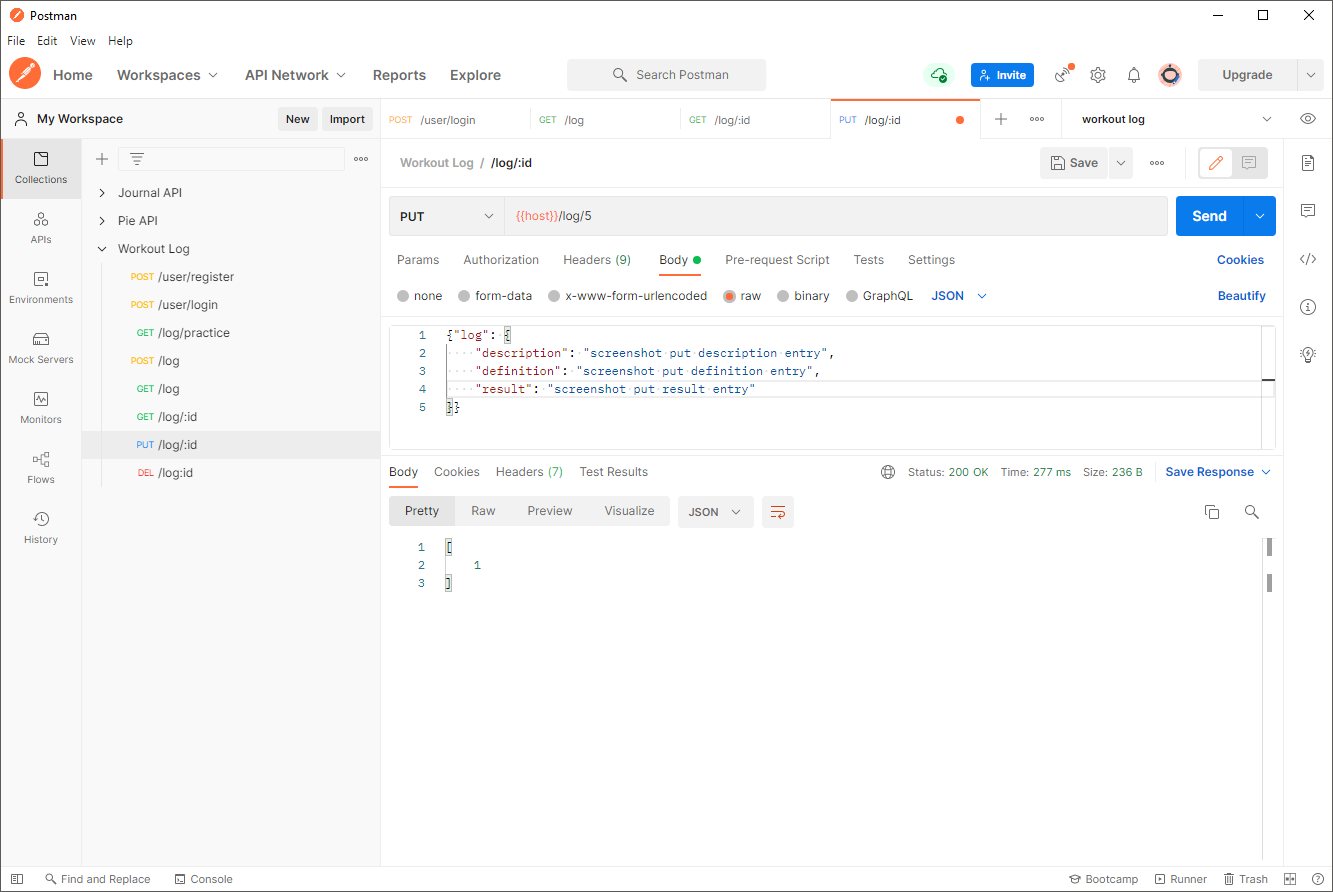 Postman
File Edit View Help
Home Workspaces API Network Reports Explore Search Postman Invite Upgrade
My Workspace New Import POST /user/login GET /log GET /log/:id PUT /log/:id workout log
Collections
APIs
Environments
Mock Servers
Monitors
Flows
History
Journal API
Pie API
Workout Log
POST /user/register
POST /user/login
GET /log/practice
POST /log
GET /log
GET /log/:id
PUT /log/:id
DEL /log:id
Workout Log / /log/:id Save
PUT {{host}}/log/5 Send
Params Authorization Headers (9) Body Pre-request Script Tests Settings Cookies
none form-data x-www-form-urlencoded raw binary GraphQL JSON Beautify
1 {"log": {
2 "description": "screenshot put description entry",
3 "definition": "screenshot put definition entry",
4 "result": "screenshot put result entry"
5 }}
Body Cookies Headers (7) Test Results Status: 200 OK Time: 277 ms Size: 236 B Save Response
Pretty Raw Preview Visualize JSON
1 [
2 1
3 ]
Find and Replace Console Bootcamp Runner Trash